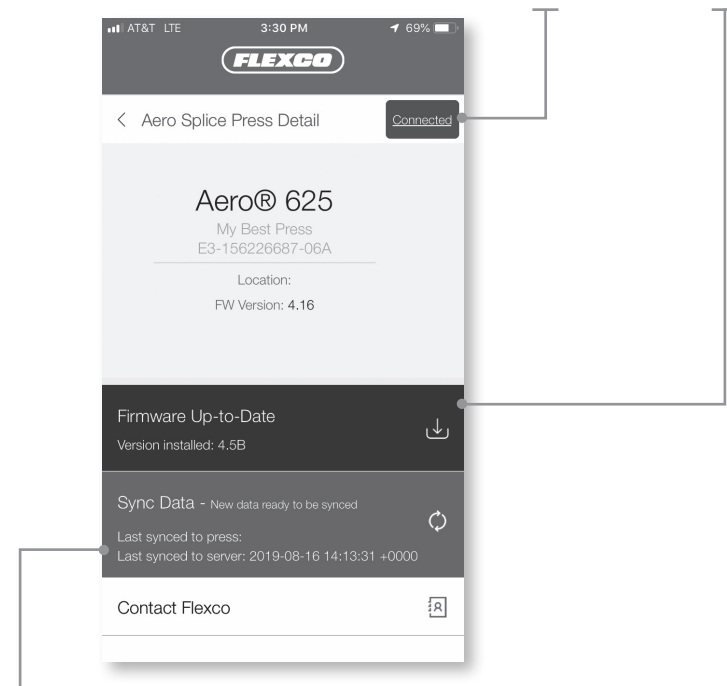 AT&T LTE 3:30 PM 69%
FLEXCO
Aero Splice Press Detail Connected
Aero® 625
My Best Press
E3-156226687-06A
Location:
FW Version: 4.16
Firmware Up-to-Date
Version installed: 4.5B
Sync Data - New data ready to be synced
Last synced to press:
Last synced to server: 2019-08-16 14:13:31 +0000
Contact Flexco